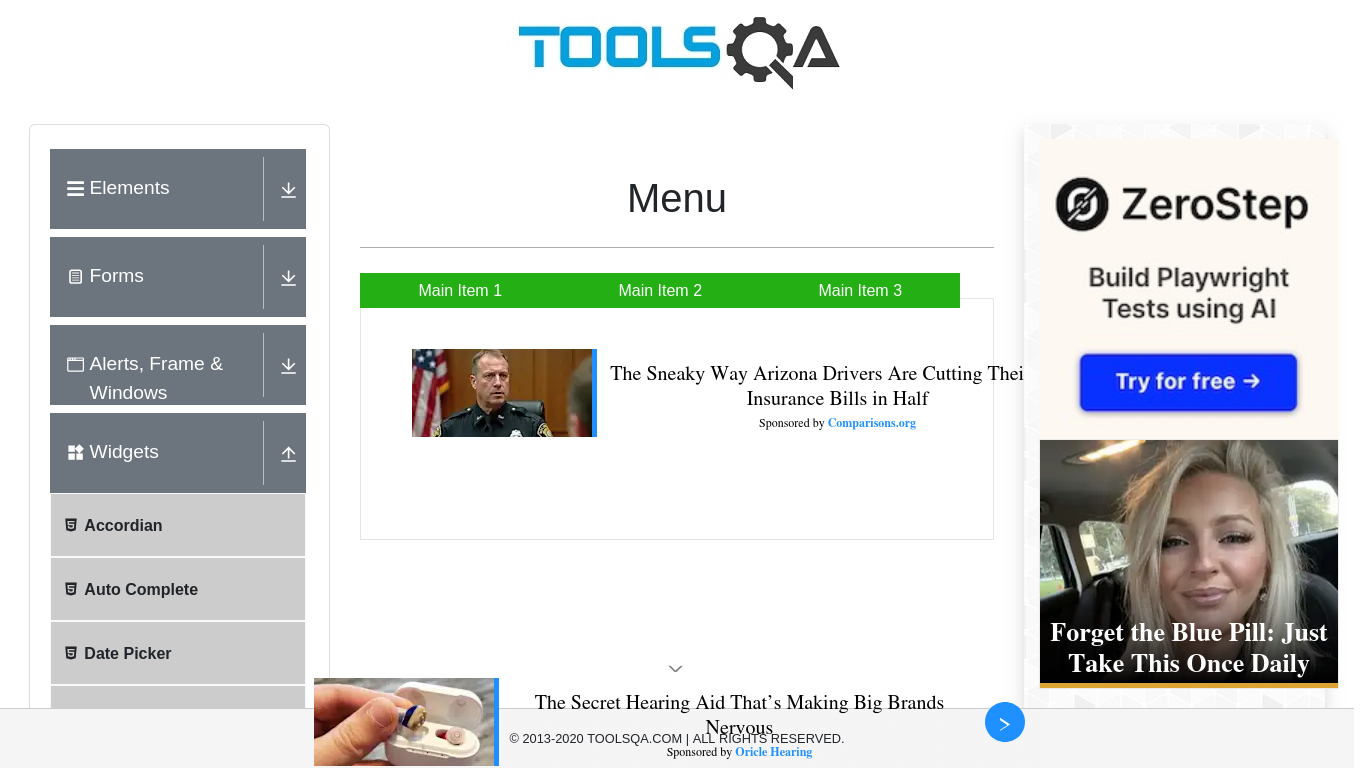 TOOLSQA
Elements
Forms
Alerts, Frame &
Windows
Widgets
Accordian
Auto Complete
Date Picker
Menu
Main Item 1
Main Item 2
Main Item 3
The Sneaky Way Arizona Drivers Are Cutting Thei
Insurance Bills in Half
Sponsored by Comparisons.org
ZeroStep
Build Playwright
Tests using AI
Try for free →
Forget the Blue Pill: Just
Take This Once Daily
The Secret Hearing Aid That’s Making Big Brands
Nervous
© 2013-2020 TOOLSQA.COM | ALL RIGHTS RESERVED.
Sponsored by Oricle Hearing